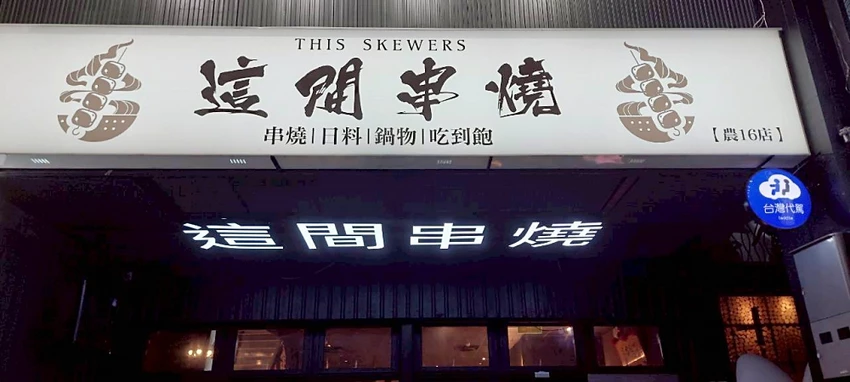 THIS SKEWERS
這間串燒
串燒|日料|鍋物|吃到飽
【農16店】
台灣代駕
這間串燒